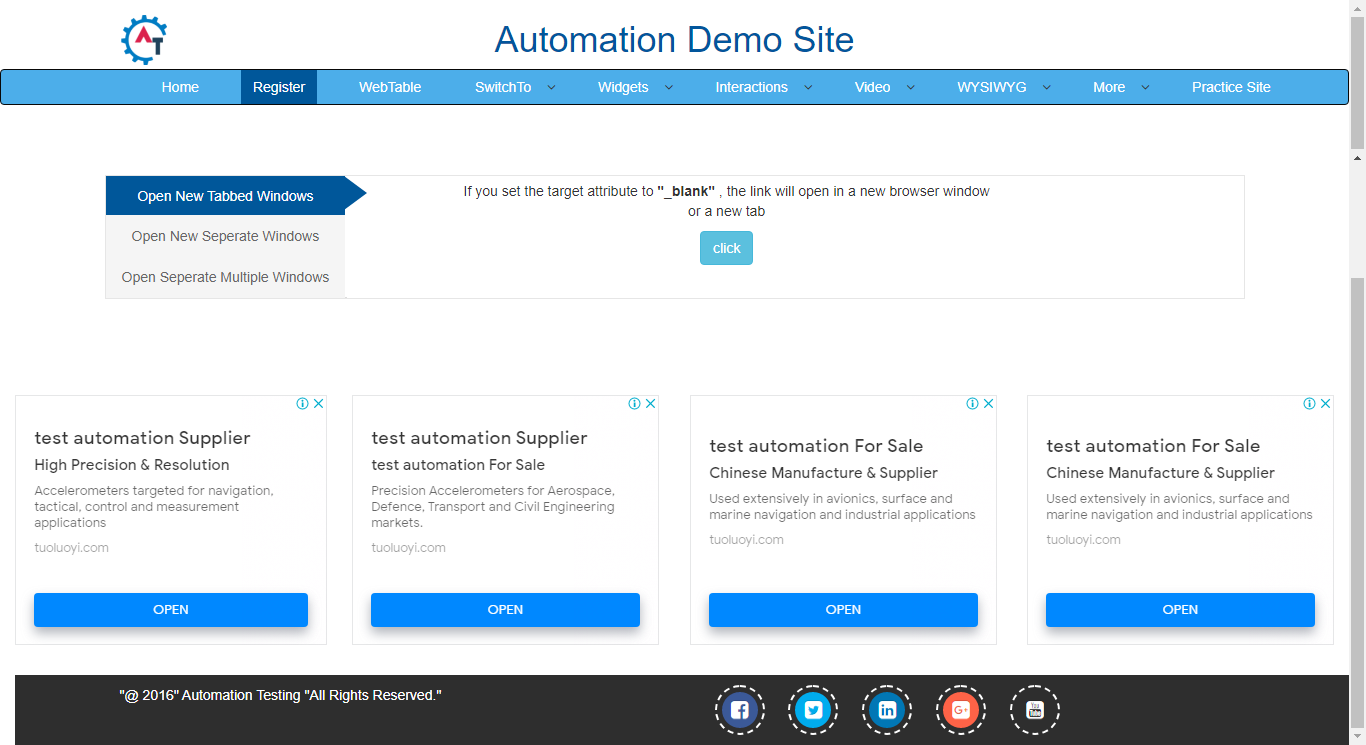 AT
Automation Demo Site
Home Register WebTable SwitchTo Widgets Interactions Video WYSIWYG More Practice Site
Open New Tabbed Windows
Open New Seperate Windows
Open Seperate Multiple Windows
If you set the target attribute to "_blank" , the link will open in a new browser window
or a new tab
click
test automation Supplier
High Precision & Resolution
Accelerometers targeted for navigation,
tactical, control and measurement
applications
tuoluoyi.com
OPEN
test automation Supplier
test automation For Sale
Precision Accelerometers for Aerospace,
Defence, Transport and Civil Engineering
markets.
tuoluoyi.com
OPEN
test automation For Sale
Chinese Manufacture & Supplier
Used extensively in avionics, surface and
marine navigation and industrial applications
tuoluoyi.com
OPEN
test automation For Sale
Chinese Manufacture & Supplier
Used extensively in avionics, surface and
marine navigation and industrial applications
tuoluoyi.com
OPEN
"@ 2016" Automation Testing "All Rights Reserved."
f in G+ You Tube